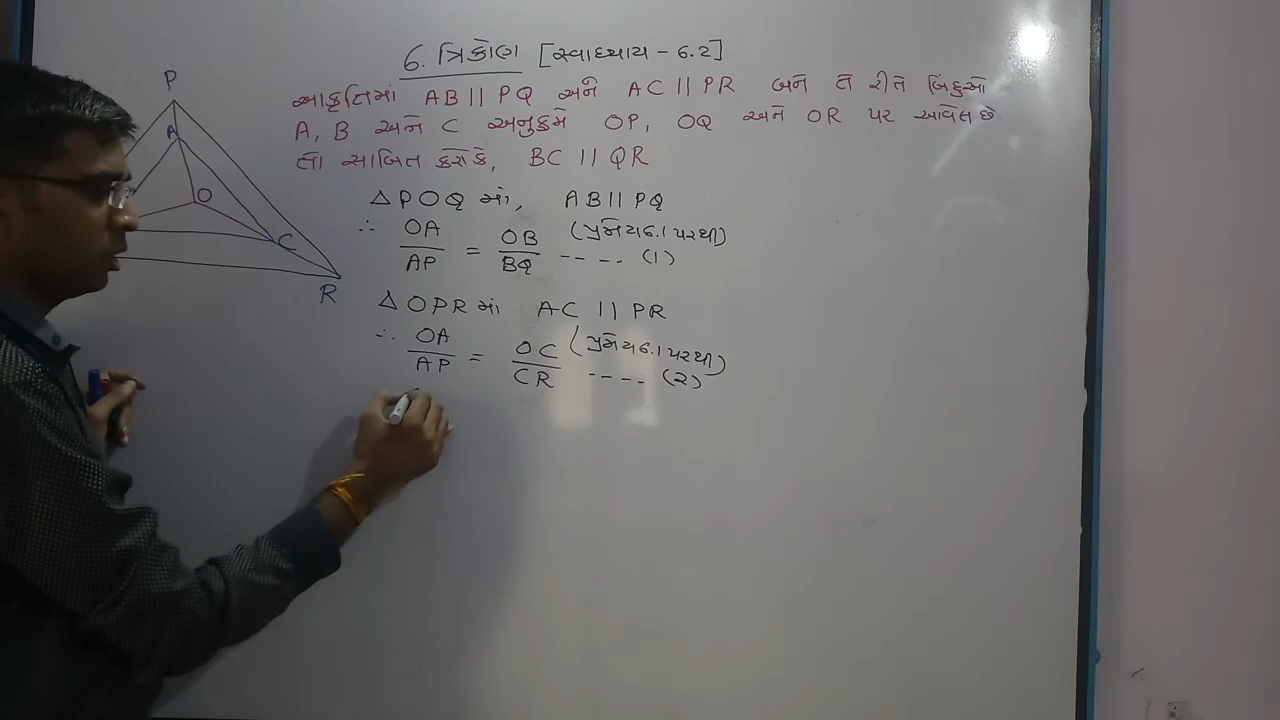 6. ત્રિકોણ [સ્વાધ્યાય - 6.2]
આકૃતિમાં AB || PQ અને AC || PR બને તે રીતે બિંદુઓ
A, B અને C અનુક્રમે OP, OQ અને OR પર આવેલ છે
તો સાબિત કરો કે, BC || QR
P
A
O
C
R
△POQ માં, AB || PQ
∴ OA/AP = OB/BQ (પ્રમેય 6.1 પરથી) ---- (1)
△OPR માં AC || PR
∴ OA/AP = OC/CR (પ્રમેય 6.1 પરથી) ---- (2)